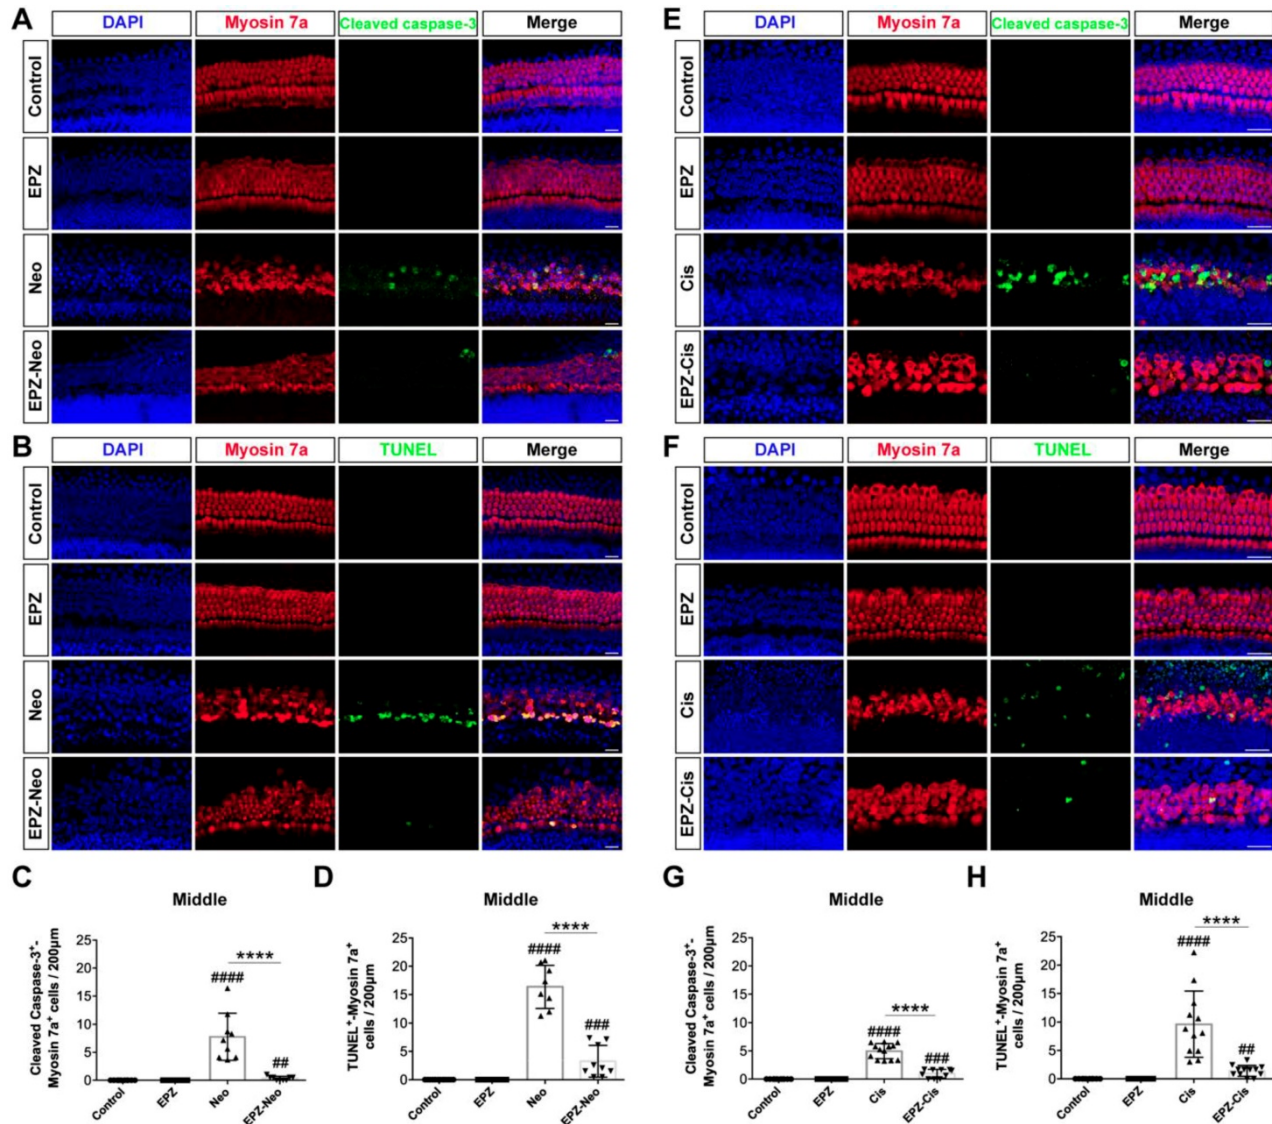 A
DAPI
Myosin 7a
Cleaved caspase-3
Merge
Control
EPZ
Neo
EPZ-Neo
B
DAPI
Myosin 7a
TUNEL
Merge
Control
EPZ
Neo
EPZ-Neo
E
DAPI
Myosin 7a
Cleaved caspase-3
Merge
Control
EPZ
Cis
EPZ-Cis
F
DAPI
Myosin 7a
TUNEL
Merge
Control
EPZ
Cis
EPZ-Cis
C
Middle
Cleaved Caspase-3⁺-
Myosin 7a⁺ cells / 200µm
25
20
15
10
5
0
####
****
##
Control
EPZ
Neo
EPZ-Neo
D
Middle
TUNEL⁺-Myosin 7a⁺
cells / 200µm
25
20
15
10
5
0
####
****
###
Control
EPZ
Neo
EPZ-Neo
G
Middle
Cleaved Caspase-3⁺-
Myosin 7a⁺ cells / 200µm
25
20
15
10
5
0
####
****
###
Control
EPZ
Cis
EPZ-Cis
H
Middle
TUNEL⁺-Myosin 7a⁺
cells / 200µm
25
20
15
10
5
0
####
****
##
Control
EPZ
Cis
EPZ-Cis